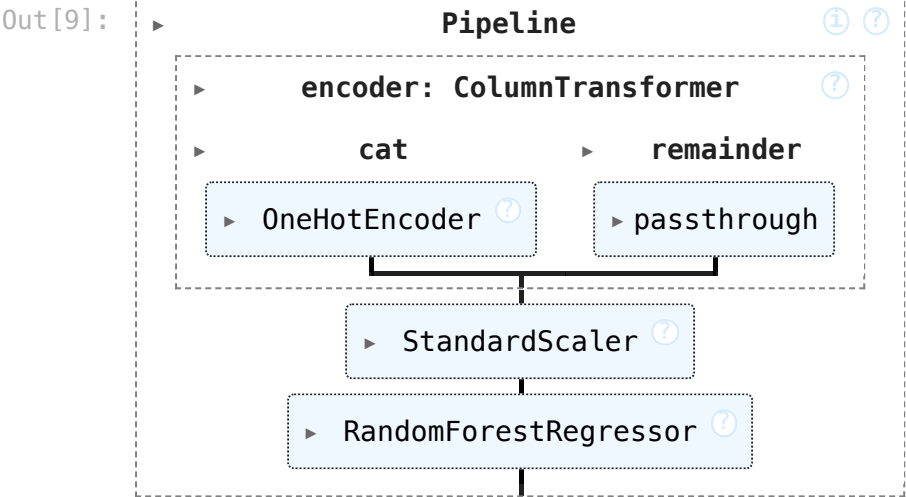 Out[9]:
▸ Pipeline i ?
▸ encoder: ColumnTransformer ?
▸ cat ▸ remainder
▸ OneHotEncoder ? ▸ passthrough
▸ StandardScaler ?
▸ RandomForestRegressor ?